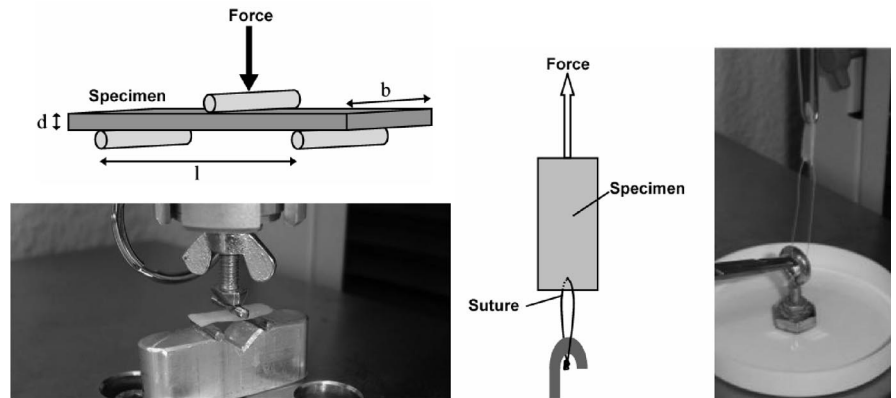 Force
b
Specimen
d
l
Force
Specimen
Suture